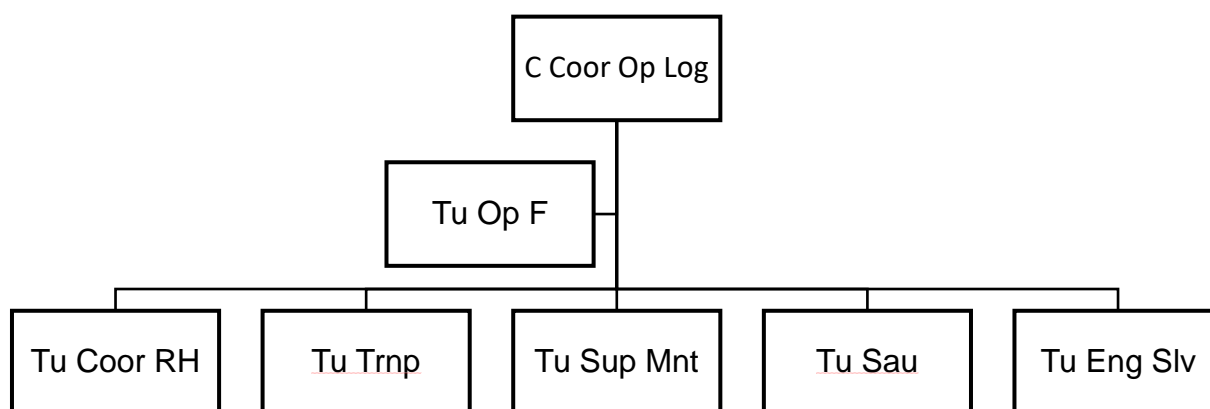 C Coor Op Log
Tu Op F
Tu Coor RH
Tu Trnp
Tu Sup Mnt
Tu Sau
Tu Eng Slv